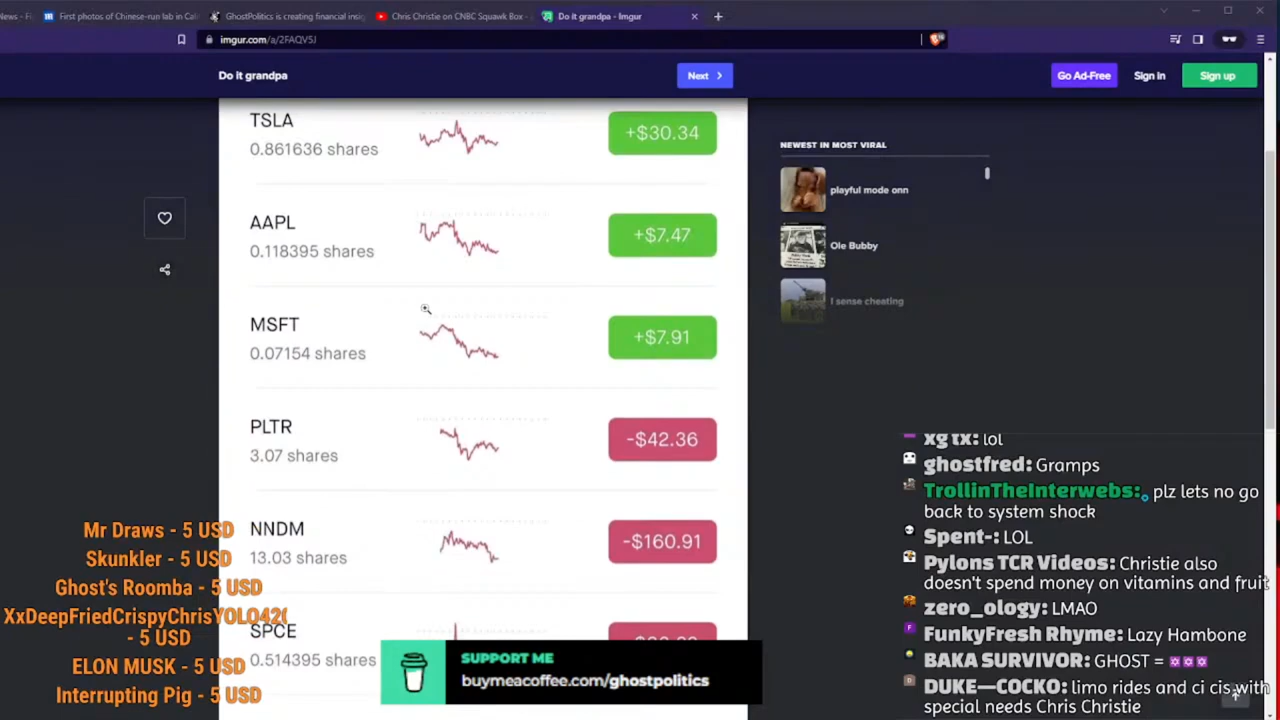 News - F
First photos of Chinese-run lab in Cal
GhostPolitics is creating financial insig
Chris Christie on CNBC Squawk Box -
Do it grandpa - Imgur
imgur.com/a/2FAQV5J
Do it grandpa
Next
Go Ad-Free
Sign in
Sign up
TSLA
0.861636 shares
+$30.34
AAPL
0.118395 shares
+$7.47
MSFT
0.07154 shares
+$7.91
PLTR
3.07 shares
-$42.36
NNDM
13.03 shares
-$160.91
SPCE
0.514395 shares
NEWEST IN MOST VIRAL
playful mode onn
Ole Bubby
I sense cheating
Mr Draws - 5 USD
Skunkler - 5 USD
Ghost's Roomba - 5 USD
XxDeepFriedCrispyChrisYOLO42(
- 5 USD
ELON MUSK - 5 USD
Interrupting Pig - 5 USD
SUPPORT ME
buymeacoffee.com/ghostpolitics
xg tx: lol
ghostfred: Gramps
TrollinTheInterwebs: plz lets no go
back to system shock
Spent-: LOL
Pylons TCR Videos: Christie also
doesn't spend money on vitamins and fruit
zero_ology: LMAO
FunkyFresh Rhyme: Lazy Hambone
BAKA SURVIVOR: GHOST = 🔯🔯🔯
DUKE—COCKO: limo rides and ci cis with
special needs Chris Christie